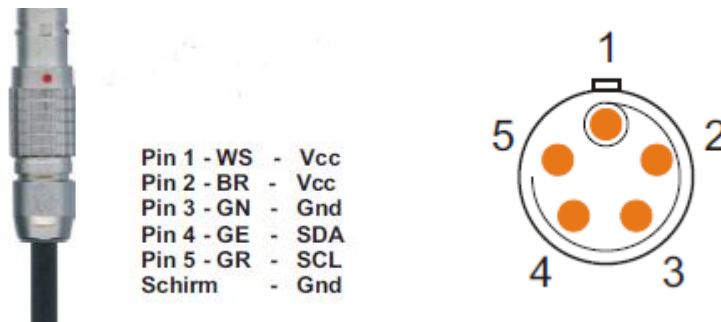 Pin 1 - WS - Vcc
Pin 2 - BR - Vcc
Pin 3 - GN - Gnd
Pin 4 - GE - SDA
Pin 5 - GR - SCL
Schirm - Gnd
1
5
2
4
3